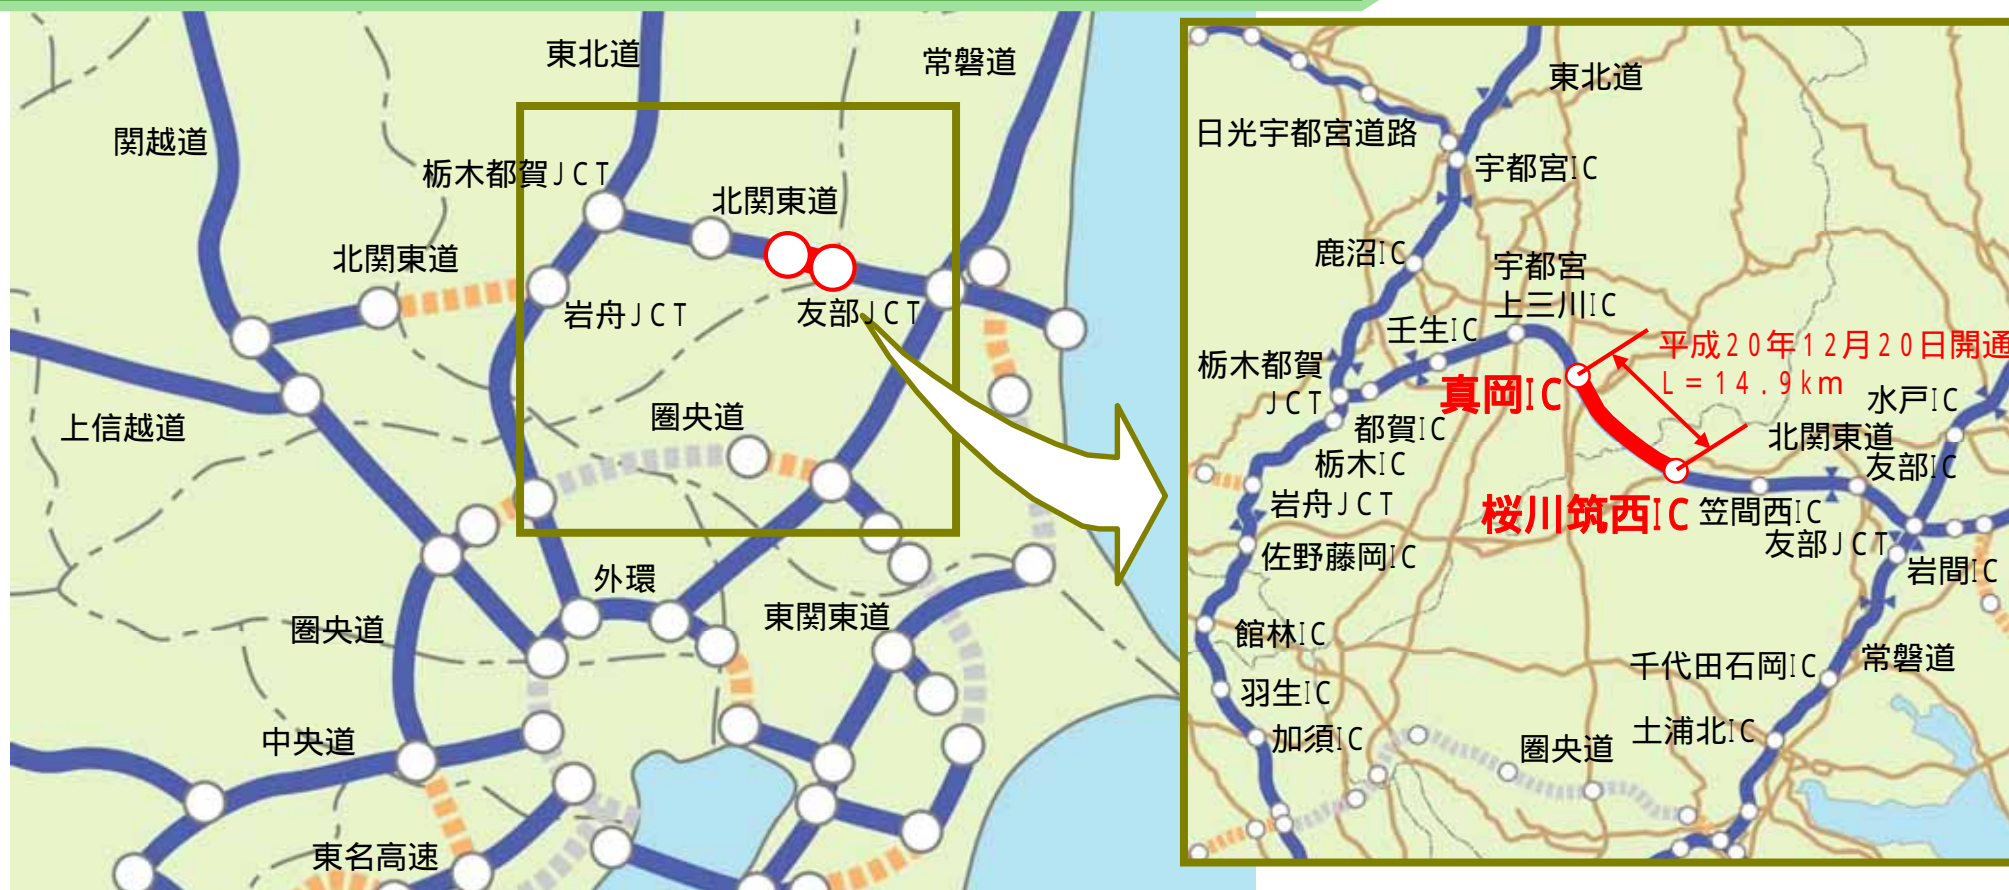 東北道
常磐道
関越道
栃木都賀JCT
北関東道
北関東道
岩舟JCT
友部JCT
上信越道
圏央道
外環
圏央道
東関東道
中央道
東名高速
東北道
日光宇都宮道路
宇都宮IC
鹿沼IC
宇都宮
上三川IC
壬生IC
平成20年12月20日開通
L=14.9km
栃木都賀
JCT
真岡IC
水戸IC
都賀IC
北関東道
栃木IC
友部IC
岩舟JCT
桜川筑西IC
笠間西IC
友部JCT
佐野藤岡IC
岩間IC
館林IC
千代田石岡IC
常磐道
羽生IC
土浦北IC
加須IC
圏央道